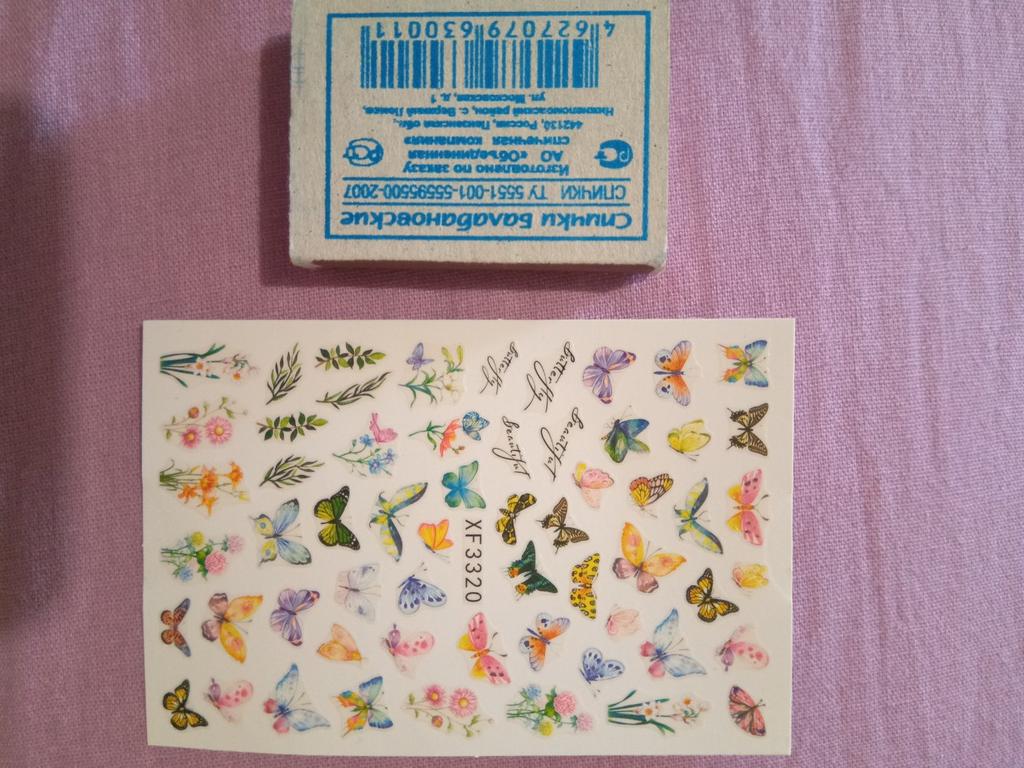 Спички Балабановские
СПИЧКИ ТУ 5551-001-55595500-2007
Изготовлено по заказу
АО «Объединенная
спичечная компания»
442130, Россия, Пензенская обл.,
Нижнеломовский район, с. Верхний Ломов,
ул. Московская, д. 1
4 627079 630011
Butterfly
Butterfly
Beautiful
Beautiful
XF3320